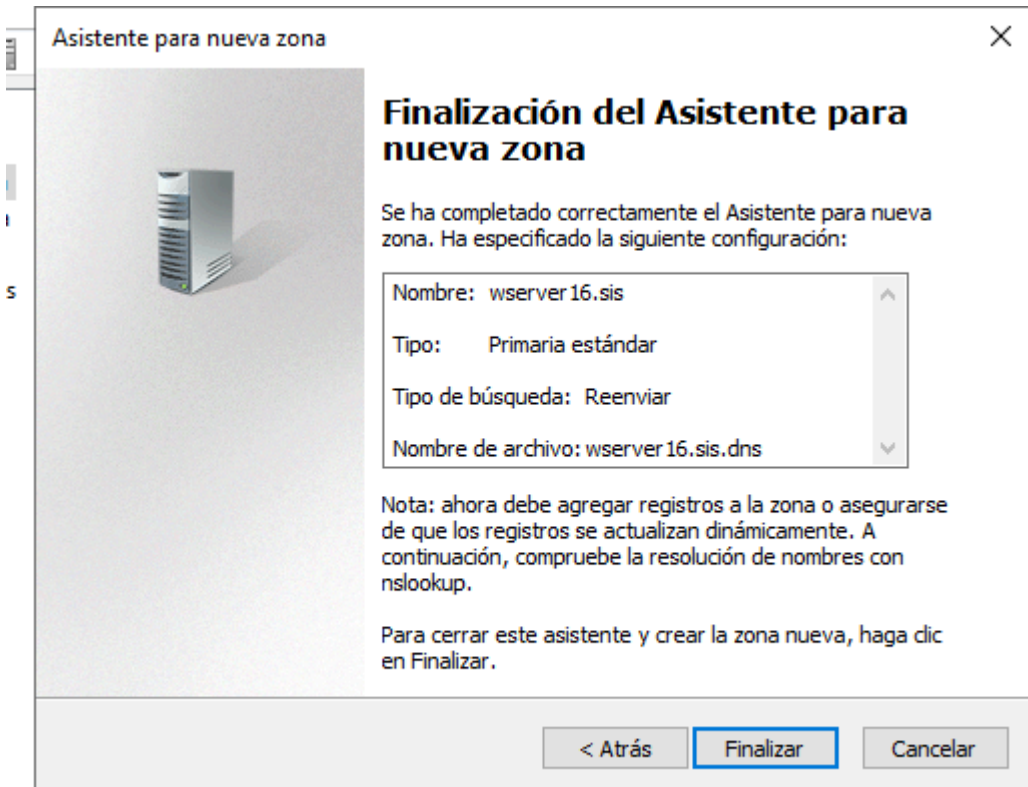 Asistente para nueva zona
Finalización del Asistente para
nueva zona
Se ha completado correctamente el Asistente para nueva
zona. Ha especificado la siguiente configuración:
Nombre: wserver16.sis
Tipo: Primaria estándar
Tipo de búsqueda: Reenviar
Nombre de archivo: wserver16.sis.dns
s
Nota: ahora debe agregar registros a la zona o asegurarse
de que los registros se actualizan dinámicamente. A
continuación, compruebe la resolución de nombres con
nslookup.
Para cerrar este asistente y crear la zona nueva, haga clic
en Finalizar.
< Atrás
Finalizar
Cancelar